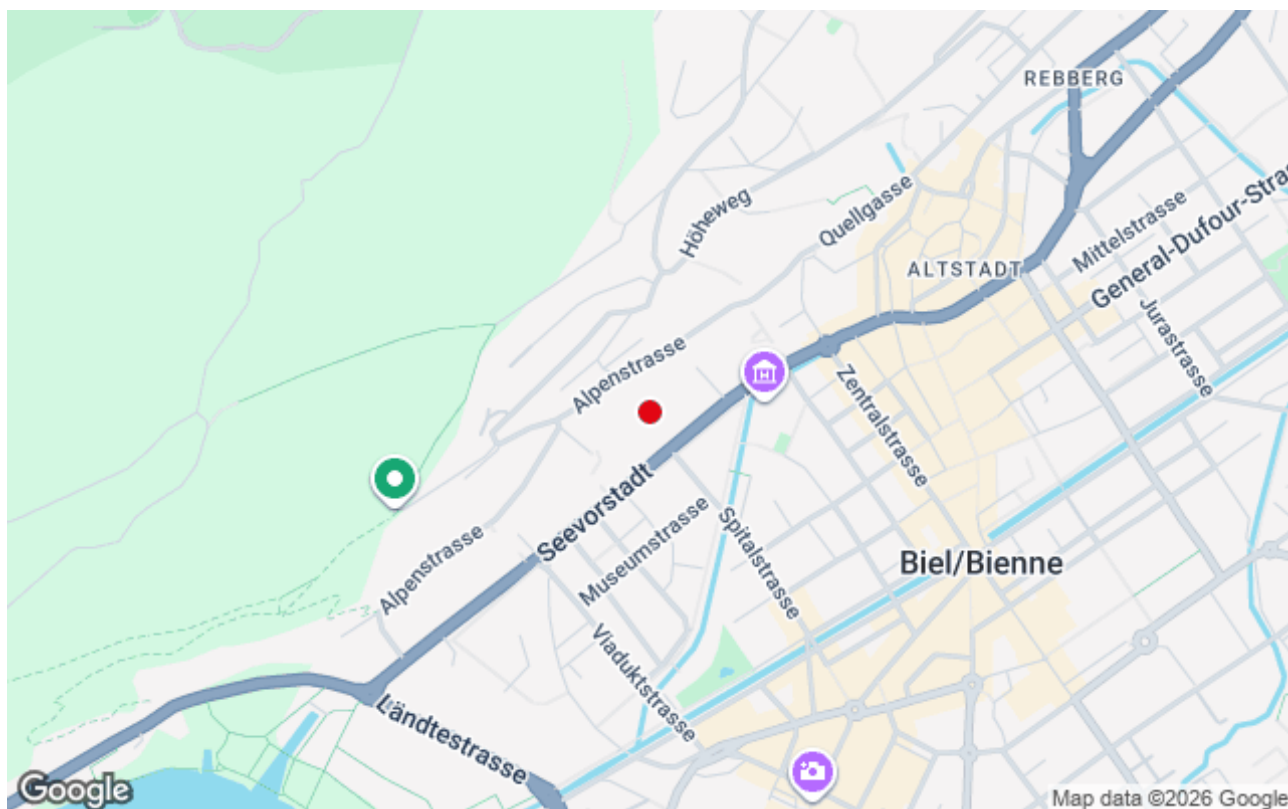 REBBERG
Höheweg
Quellgasse
Mittelstrasse
General-Dufour-Stra
ALTSTADT
Jurastrasse
Alpenstrasse
Zentralstrasse
Seevorstadt
Spitalstrasse
Museumstrasse
Alpenstrasse
Biel/Bienne
Viaduktstrasse
Ländtestrasse
Google
Map data ©2026 Google